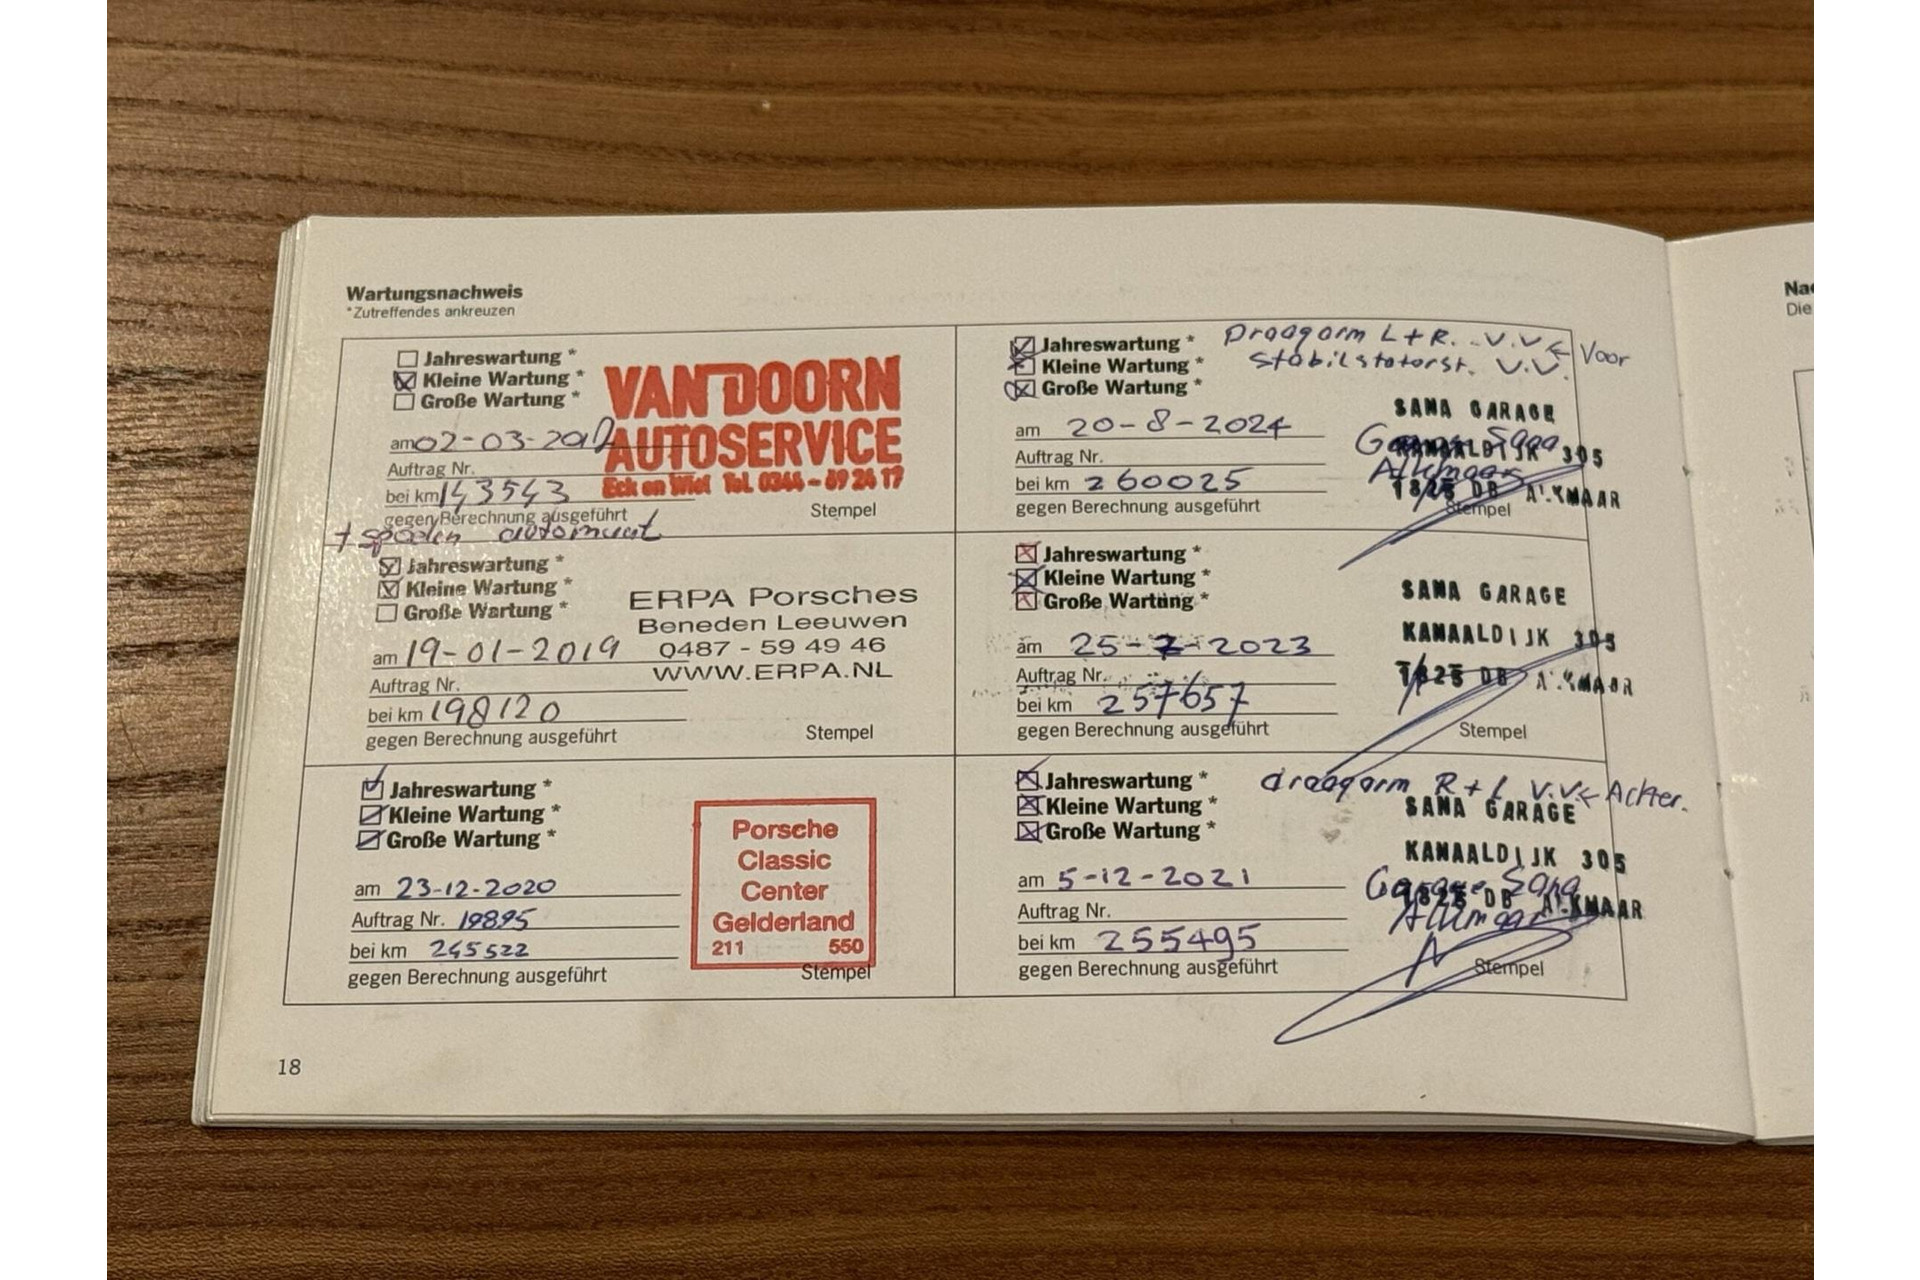 Wartungsnachweis
*Zutreffendes ankreuzen
Jahreswartung *
Kleine Wartung *
Große Wartung *
am 02-03-201
Auftrag Nr.
bei km 143543
gegen Berechnung ausgeführt
+ spoelen automaat
VAN DOORN
AUTOSERVICE
Eck en Wiel Tel. 0344 - 69 24 17
Stempel
Jahreswartung *
Kleine Wartung *
Große Wartung *
am 19-01-2019
Auftrag Nr.
bei km 198120
gegen Berechnung ausgeführt
ERPA Porsches
Beneden Leeuwen
0487 - 59 49 46
WWW.ERPA.NL
Stempel
Jahreswartung *
Kleine Wartung *
Große Wartung *
am 23-12-2020
Auftrag Nr. 19895
bei km 245522
gegen Berechnung ausgeführt
Porsche
Classic
Center
Gelderland
211 550
Stempel
Jahreswartung *
Kleine Wartung *
Große Wartung *
Draagarm L + R. V.V. < Voor
Stabilstatorst. V.V.
am 20-8-2024
Auftrag Nr.
bei km 260025
gegen Berechnung ausgeführt
SANA GARAGE
KANAALDIJK 305
1825 DB ALKMAAR
Garage Sana
Alkmaar
Stempel
Jahreswartung *
Kleine Wartung *
Große Wartung *
am 25-7-2023
Auftrag Nr.
bei km 257657
gegen Berechnung ausgeführt
SANA GARAGE
KANAALDIJK 305
1825 DB ALKMAAR
Stempel
Jahreswartung *
Kleine Wartung *
Große Wartung *
draagarm R + L V.V. < Achter.
am 5-12-2021
Auftrag Nr.
bei km 255495
gegen Berechnung ausgeführt
SANA GARAGE
KANAALDIJK 305
1825 DB ALKMAAR
Garage Sana
Alkmaar
Stempel
18
Die